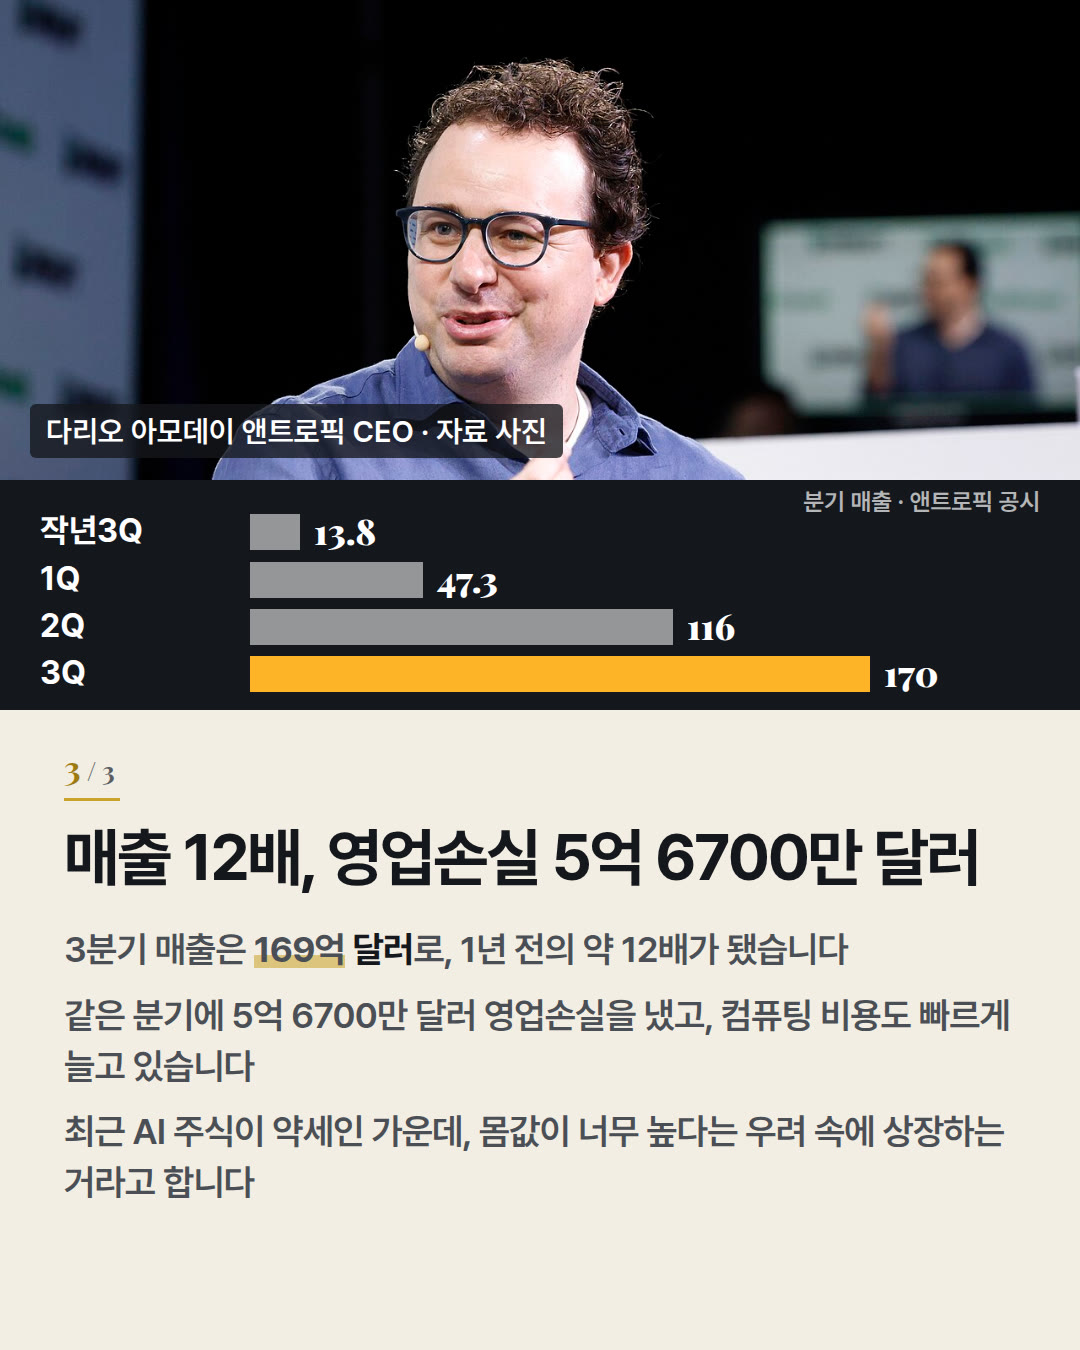 다리오 아모데이 앤트로픽 CEO · 자료 사진
분기 매출 · 앤트로픽 공시
작년3Q 13.8
1Q 47.3
2Q 116
3Q 170
3 / 3
매출 12배, 영업손실 5억 6700만 달러
3분기 매출은 169억 달러로, 1년 전의 약 12배가 됐습니다
같은 분기에 5억 6700만 달러 영업손실을 냈고, 컴퓨팅 비용도 빠르게
늘고 있습니다
최근 AI 주식이 약세인 가운데, 몸값이 너무 높다는 우려 속에 상장하는
거라고 합니다